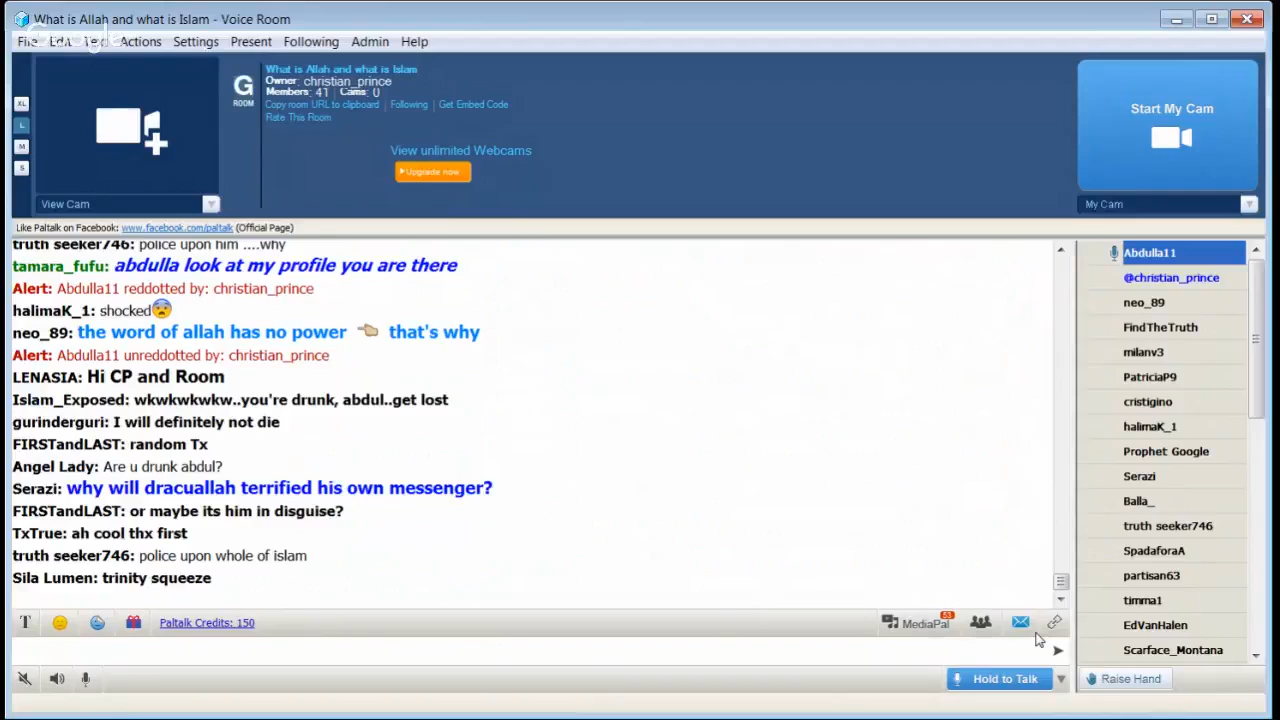 What is Allah and what is Islam - Voice Room
Google
File Edit Text Actions Settings Present Following Admin Help
G ROOM
What is Allah and what is Islam
Owner: christian_prince
Members: 41 Cams: 0
Copy room URL to clipboard | Following | Get Embed Code
Rate This Room
View unlimited Webcams
Upgrade now
XL
L
M
S
View Cam
Start My Cam
My Cam
Like Paltalk on Facebook: www.facebook.com/paltalk (Official Page)
truth seeker746: police upon him ....why
tamara_fufu: abdulla look at my profile you are there
Alert: Abdulla11 reddotted by: christian_prince
halimaK_1: shocked
neo_89: the word of allah has no power that's why
Alert: Abdulla11 unreddotted by: christian_prince
LENASIA: Hi CP and Room
Islam_Exposed: wkwkwkwkw..you're drunk, abdul..get lost
gurinderguri: I will definitely not die
FIRSTandLAST: random Tx
Angel Lady: Are u drunk abdul?
Serazi: why will dracuallah terrified his own messenger?
FIRSTandLAST: or maybe its him in disguise?
TxTrue: ah cool thx first
truth seeker746: police upon whole of islam
Sila Lumen: trinity squeeze
Abdulla11
@christian_prince
neo_89
FindTheTruth
milanv3
PatriciaP9
cristigino
halimaK_1
Prophet Google
Serazi
Balla_
truth seeker746
SpadaforaA
partisan63
timma1
EdVanHalen
Scarface_Montana
T
Paltalk Credits: 150
MediaPal 53
Hold to Talk
Raise Hand